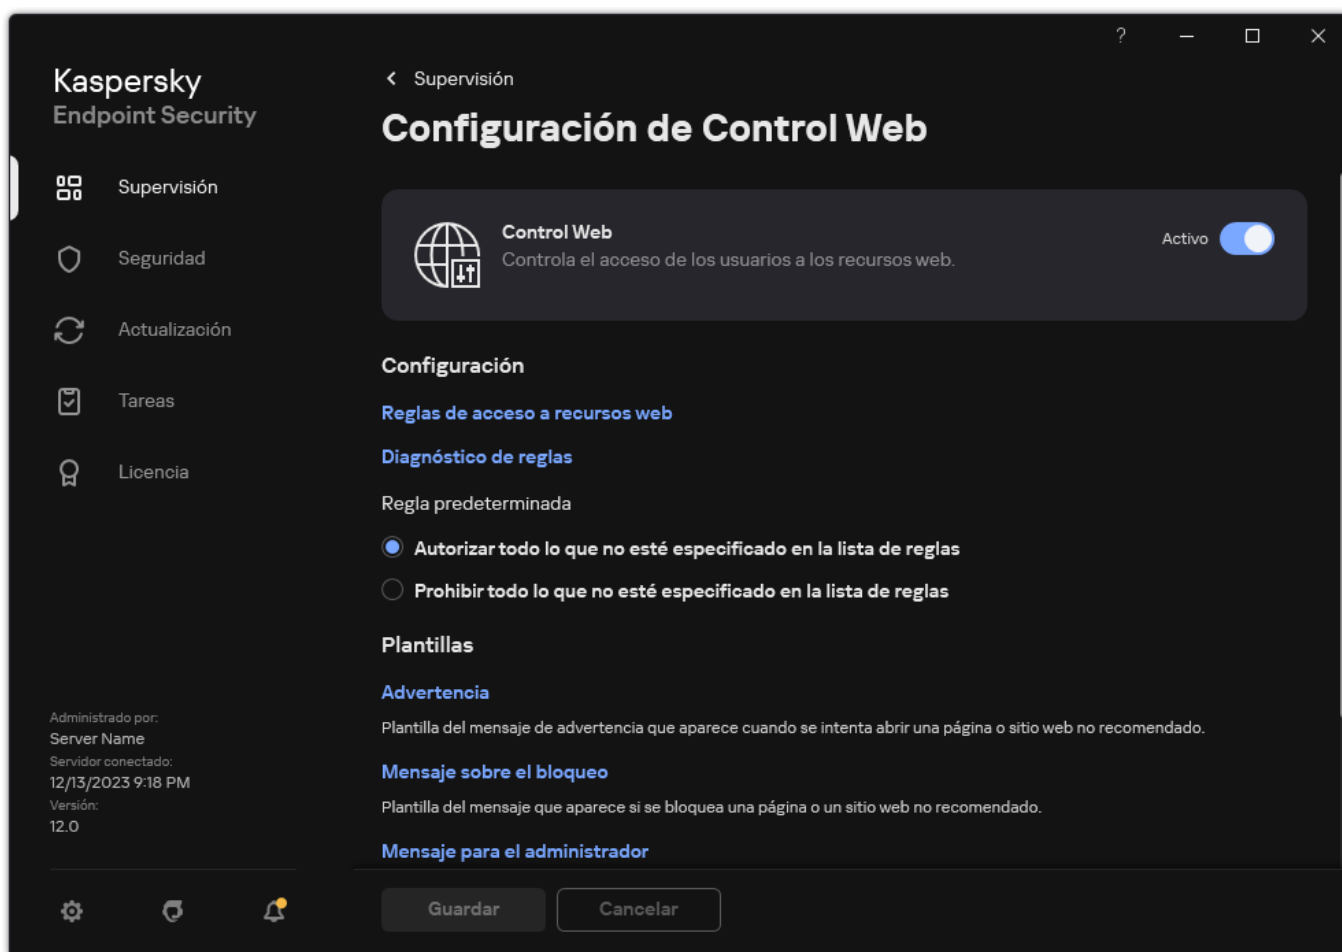 ?
Kaspersky
Endpoint Security
Supervisión
Seguridad
Actualización
Tareas
Licencia
Administrado por:
Server Name
Servidor conectado:
12/13/2023 9:18 PM
Versión:
12.0
Supervisión
Configuración de Control Web
Control Web
Controla el acceso de los usuarios a los recursos web.
Activo
Configuración
Reglas de acceso a recursos web
Diagnóstico de reglas
Regla predeterminada
Autorizar todo lo que no esté especificado en la lista de reglas
Prohibir todo lo que no esté especificado en la lista de reglas
Plantillas
Advertencia
Plantilla del mensaje de advertencia que aparece cuando se intenta abrir una página o sitio web no recomendado.
Mensaje sobre el bloqueo
Plantilla del mensaje que aparece si se bloquea una página o un sitio web no recomendado.
Mensaje para el administrador
Guardar
Cancelar